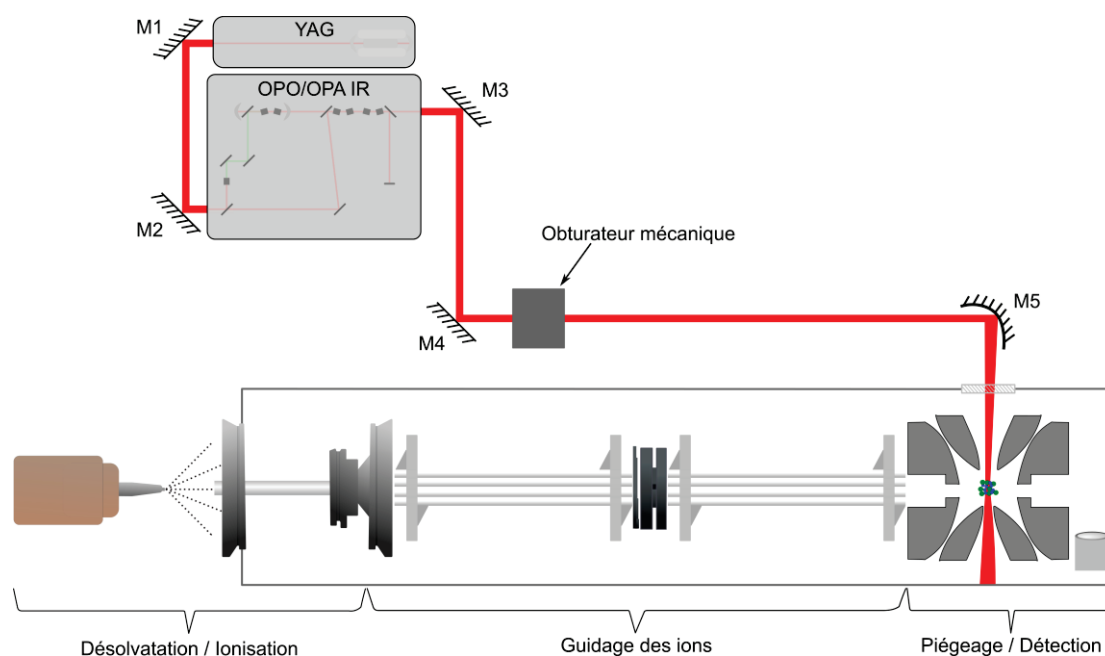 M1
YAG
OPO/OPA IR
M3
M2
Obturateur mécanique
M4
M5
Désolvatation / Ionisation
Guidage des ions
Piégeage / Détection